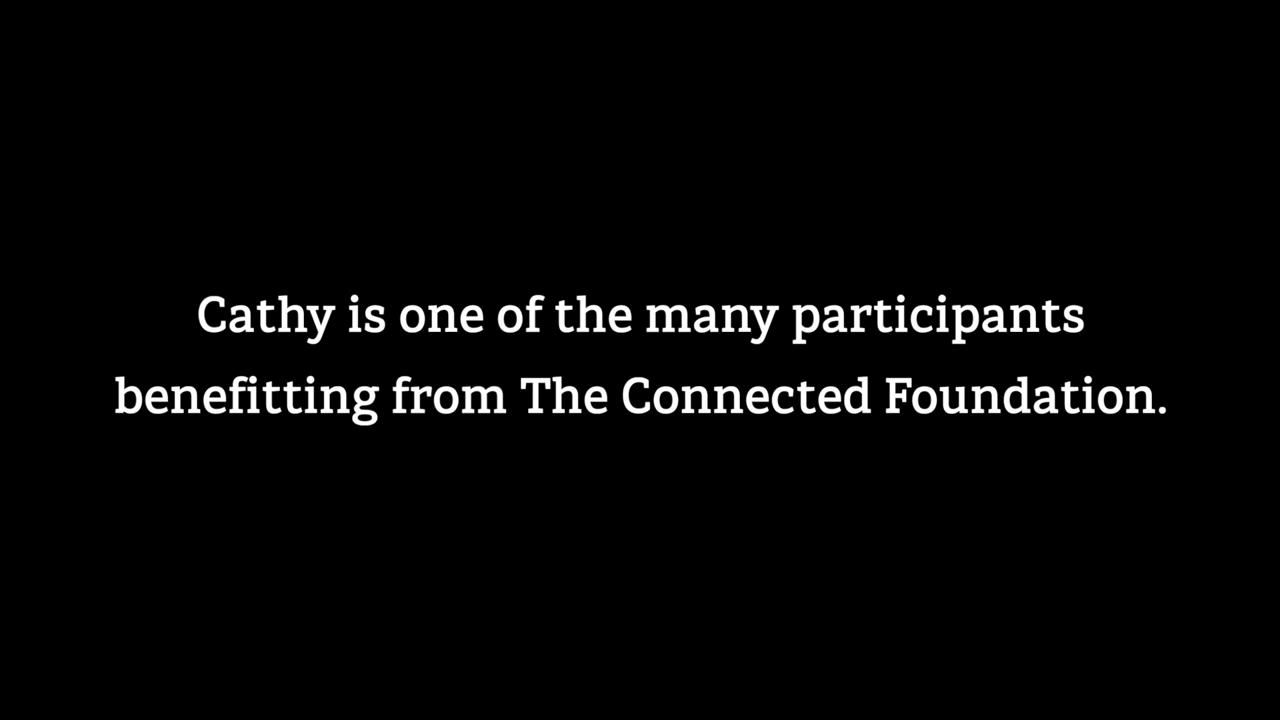 Cathy is one of the many participants
benefitting from The Connected Foundation.